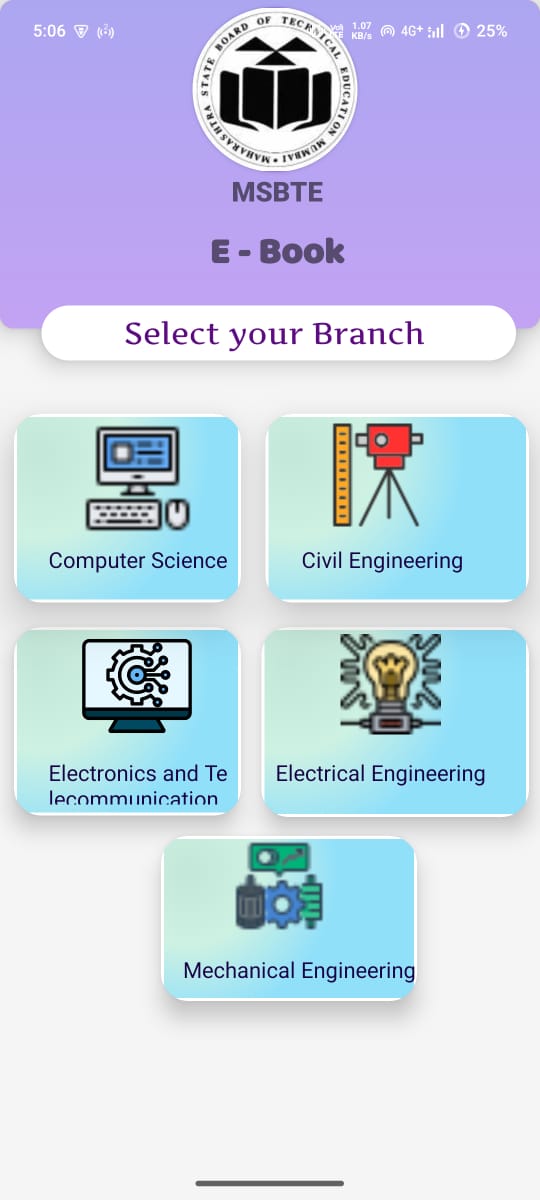 5:06
1.07
KB/s
4G+
25%
MAHARASHTRA STATE BOARD OF TECHNICAL EDUCATION MUMBAI
MSBTE
E - Book
Select your Branch
Computer Science
Civil Engineering
Electronics and Te
lecommunication
Electrical Engineering
Mechanical Engineering